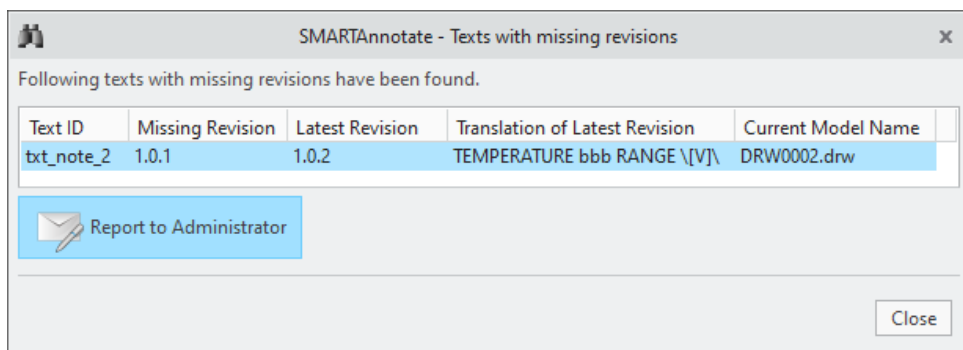 SMARTAnnotate - Texts with missing revisions
x
Following texts with missing revisions have been found.
Text ID Missing Revision Latest Revision Translation of Latest Revision Current Model Name
txt_note_2 1.0.1 1.0.2 TEMPERATURE bbb RANGE \[V]\ DRW0002.drw
Report to Administrator
Close